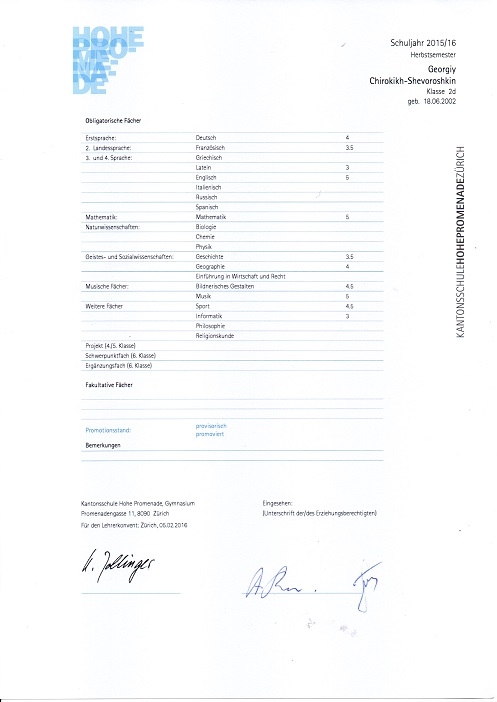 HOHE
PRO-
ME-
NA-
DE
Schuljahr 2015/16
Herbstsemester
Georgiy
Chirokikh-Shevoroshkin
Klasse 2d
geb. 18.06.2002
KANTONSSCHULEHOHEPROMENADEZÜRICH
Obligatorische Fächer
Erstsprache: Deutsch 4
2. Landessprache: Französisch 3.5
3. und 4. Sprache: Griechisch
Latein 3
Englisch 5
Italienisch
Russisch
Spanisch
Mathematik: Mathematik 5
Naturwissenschaften: Biologie
Chemie
Physik
Geistes- und Sozialwissenschaften: Geschichte 3.5
Geographie 4
Einführung in Wirtschaft und Recht
Musische Fächer: Bildnerisches Gestalten 4.5
Musik 5
Weitere Fächer Sport 4.5
Informatik 3
Philosophie
Religionskunde
Projekt (4./5. Klasse)
Schwerpunktfach (6. Klasse)
Ergänzungsfach (6. Klasse)
Fakultative Fächer
Promotionsstand: provisorisch
promoviert
Bemerkungen
Kantonsschule Hohe Promenade, Gymnasium
Promenadengasse 11, 8090 Zürich
Für den Lehrerkonvent: Zürich, 05.02.2016
Eingesehen:
(Unterschrift der/des Erziehungsberechtigten)